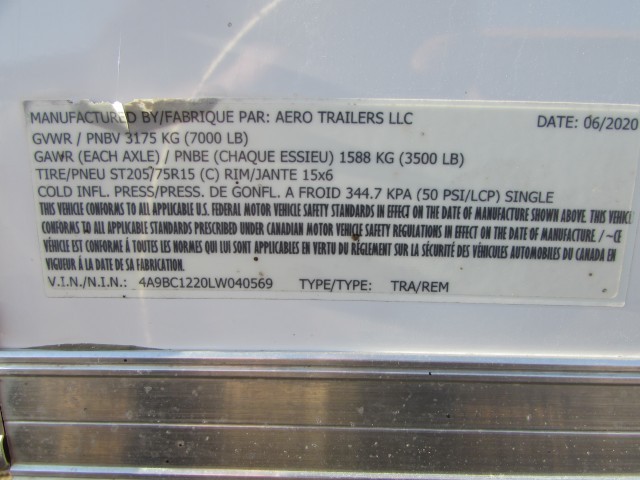 MANUFACTURED BY/FABRIQUE PAR: AERO TRAILERS LLC DATE: 06/2020
GVWR / PNBV 3175 KG (7000 LB)
GAWR (EACH AXLE) / PNBE (CHAQUE ESSIEU) 1588 KG (3500 LB)
TIRE/PNEU ST205/75R15 (C) RIM/JANTE 15x6
COLD INFL. PRESS/PRESS. DE GONFL. A FROID 344.7 KPA (50 PSI/LCP) SINGLE
THIS VEHICLE CONFORMS TO ALL APPLICABLE U.S. FEDERAL MOTOR VEHICLE SAFETY STANDARDS IN EFFECT ON THE DATE OF MANUFACTURE SHOWN ABOVE. THIS VEHICLE
CONFORMS TO ALL APPLICABLE STANDARDS PRESCRIBED UNDER CANADIAN MOTOR VEHICLE SAFETY REGULATIONS IN EFFECT ON THE DATE OF MANUFACTURE. / ~CE
VÉHICLE EST CONFORME À TOUTES LES NORMES QUI LUI SONT APPLICABLES EN VERTU DU RÈGLEMENT SUR LA SÉCURITÉ DES VÉHICULES AUTOMOBILES DU CANADA EN
VIGUEUR À LA DATE DE SA FABRICATION.
V.I.N./N.I.N.: 4A9BC1220LW040569 TYPE/TYPE: TRA/REM